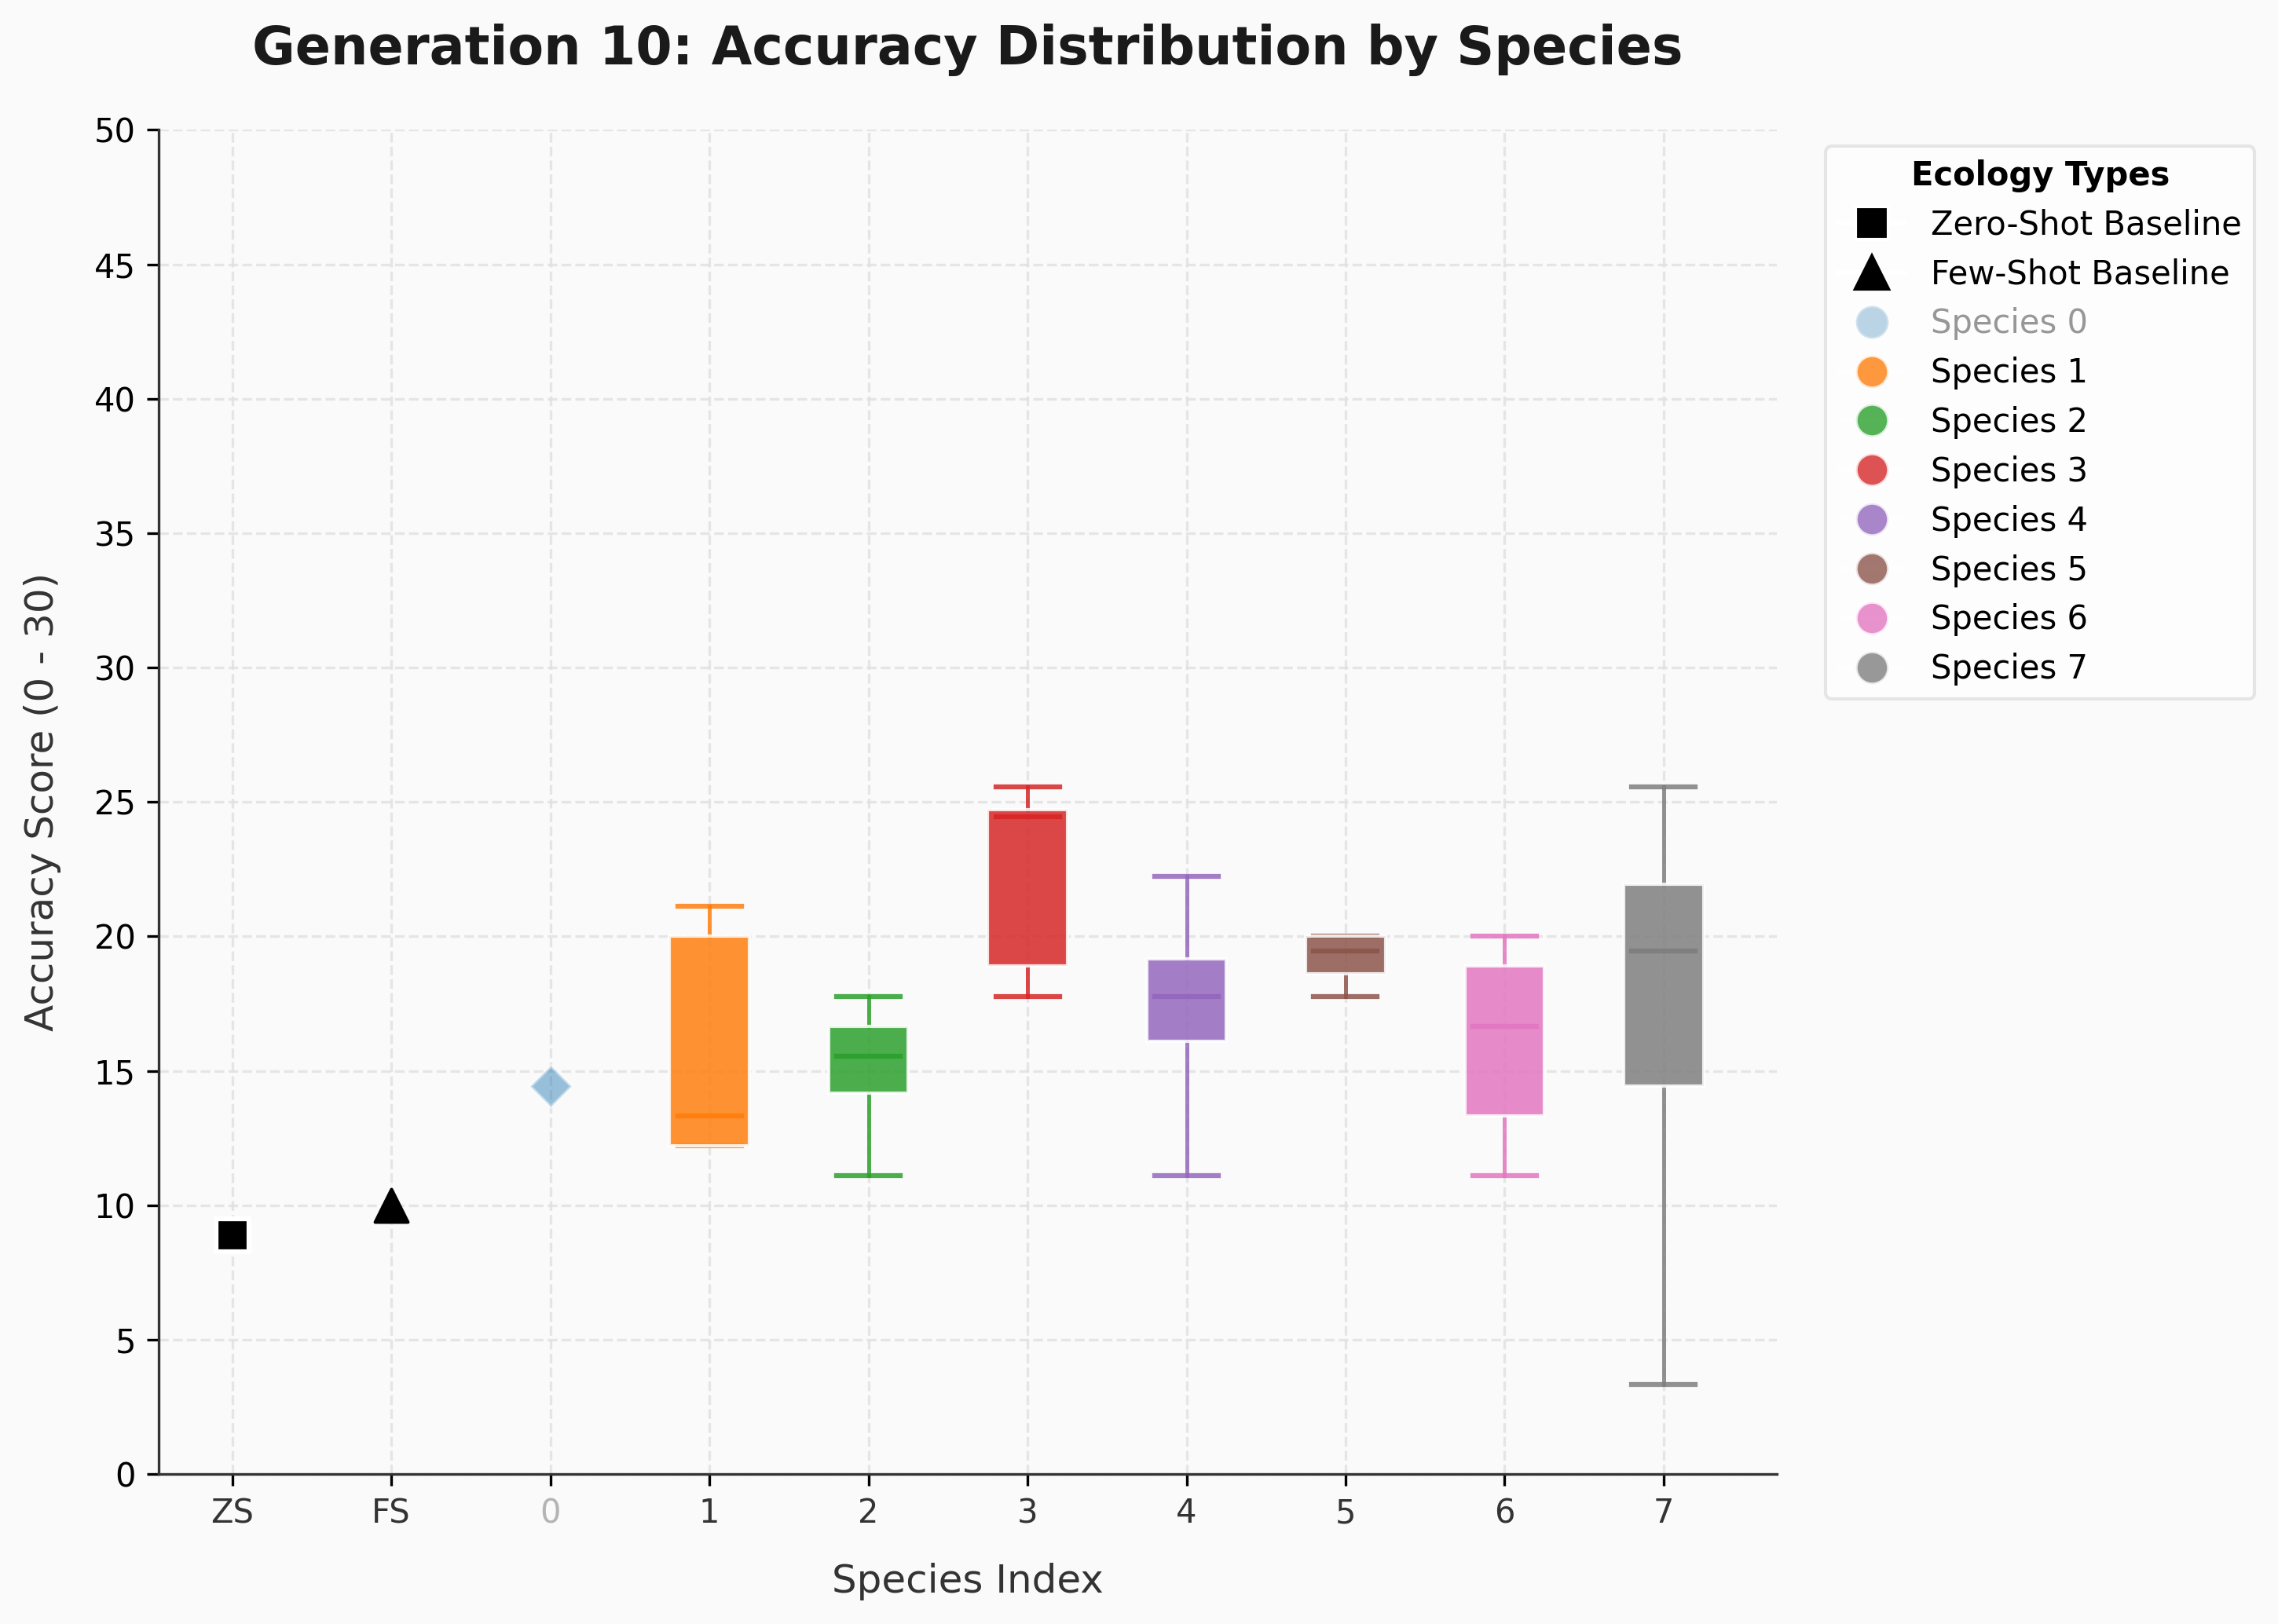 Generation 10: Accuracy Distribution by Species
50
45
40
35
30
25
20
15
10
5
0
Accuracy Score (0 - 30)
ZS FS 0 1 2 3 4 5 6 7
Species Index
Ecology Types
Zero-Shot Baseline
Few-Shot Baseline
Species 0
Species 1
Species 2
Species 3
Species 4
Species 5
Species 6
Species 7